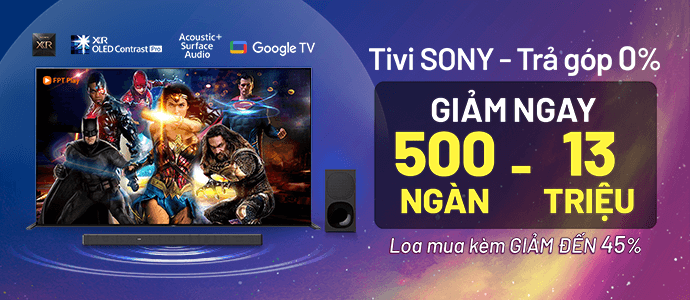 XR
XR
OLED Contrast Pro
Acoustic+
Surface
Audio
Google TV
FPT Play
Tivi SONY - Trả góp 0%
GIẢM NGAY
500 - 13
NGÀN TRIỆU
Loa mua kèm GIẢM ĐẾN 45%